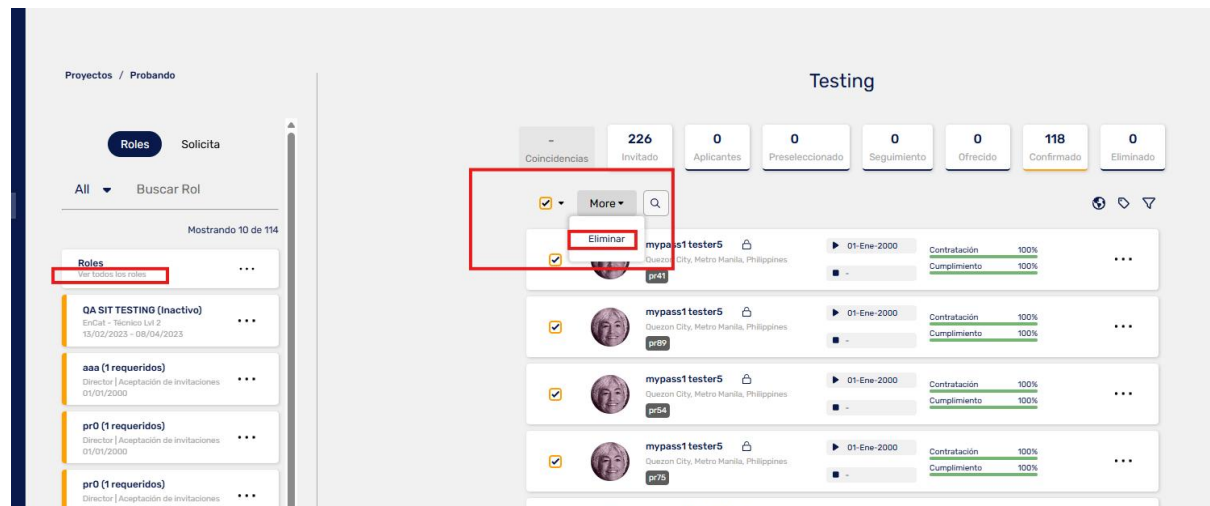 Proyectos / Probando
Testing
Roles Solicita
All Buscar Rol
Mostrando 10 de 114
Roles
Ver todos los roles
QA SIT TESTING (Inactivo)
EnCat - Técnico Lvl 2
13/02/2023 - 08/04/2023
aaa (1 requeridos)
Director | Aceptación de invitaciones
01/01/2000
pr0 (1 requeridos)
Director | Aceptación de invitaciones
01/01/2000
pr0 (1 requeridos)
Director | Aceptación de invitaciones
- 226 0 0 0 0 118 0
Coincidencias Invitado Aplicantes Preseleccionado Seguimiento Ofrecido Confirmado Eliminado
More
Eliminar
mypass1 tester5 01-Ene-2000 Contratación 100%
Quezon City, Metro Manila, Philippines Cumplimiento 100%
pr41 -
mypass1 tester5 01-Ene-2000 Contratación 100%
Quezon City, Metro Manila, Philippines Cumplimiento 100%
pr89 -
mypass1 tester5 01-Ene-2000 Contratación 100%
Quezon City, Metro Manila, Philippines Cumplimiento 100%
pr54 -
mypass1 tester5 01-Ene-2000 Contratación 100%
Quezon City, Metro Manila, Philippines Cumplimiento 100%
pr75 -